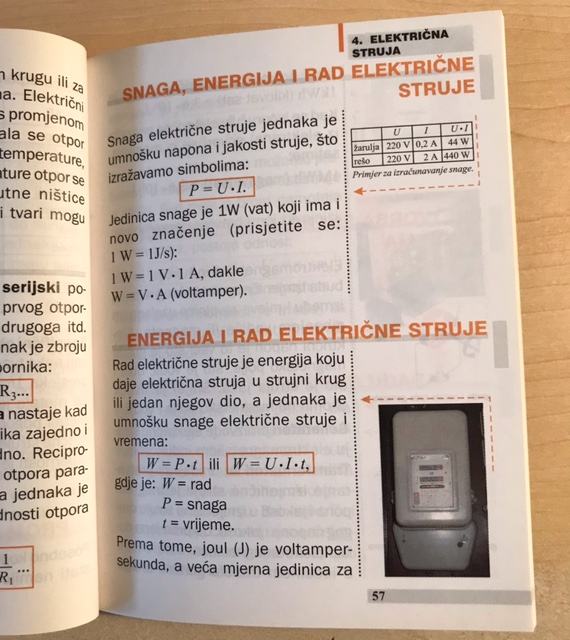 m krugu ili za
na. Električni
s promjenom
ala se otpor
temperature,
ature otpor se
utne ništice
i tvari mogu
serijski po-
prvog otpor-
drugoga itd.
nak je zbroju
pornika:
R₃...
a nastaje kad
ika zajedno i
dno. Recipro-
otpora para-
a jednaka je
dnosti otpora
1
R₁ ...
4. ELEKTRIČNA
STRUJA
SNAGA, ENERGIJA I RAD ELEKTRIČNE
STRUJE
Snaga električne struje jednaka je
umnošku napona i jakosti struje, što
izražavamo simbolima:
P = U·I.
Jedinica snage je 1W (vat) koji ima i
novo značenje (prisjetite se:
1 W = 1J/s):
1 W = 1 V·1 A, dakle
W = V·A (voltamper).
U I U·I
žarulja 220 V 0,2 A 44 W
rešo 220 V 2 A 440 W
Primjer za izračunavanje snage.
ENERGIJA I RAD ELEKTRIČNE STRUJE
Rad električne struje je energija koju
daje električna struja u strujni krug
ili jedan njegov dio, a jednaka je
umnošku snage električne struje i
vremena:
W = P·t ili W = U·I·t,
gdje je: W = rad
P = snaga
t = vrijeme.
Prema tome, joul (J) je voltamper-
sekunda, a veća mjerna jedinica za
57